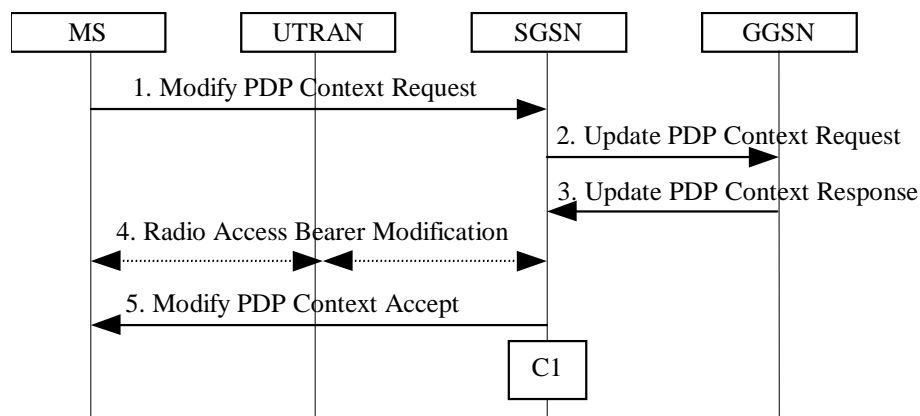 MS UTRAN SGSN GGSN
1. Modify PDP Context Request
2. Update PDP Context Request
3. Update PDP Context Response
4. Radio Access Bearer Modification
5. Modify PDP Context Accept
C1